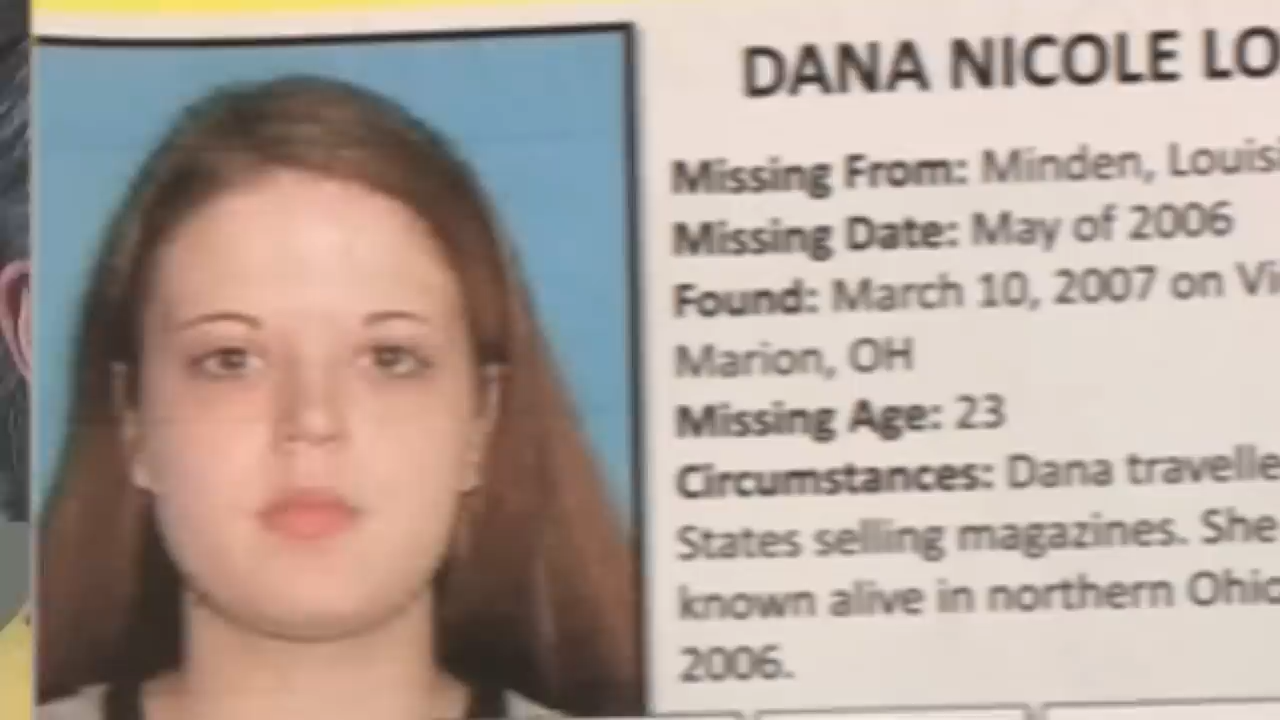 DANA NICOLE LO
Missing From: Minden, Louisi
Missing Date: May of 2006
Found: March 10, 2007 on Vi
Marion, OH
Missing Age: 23
Circumstances: Dana travelle
States selling magazines. She
known alive in northern Ohio
2006.